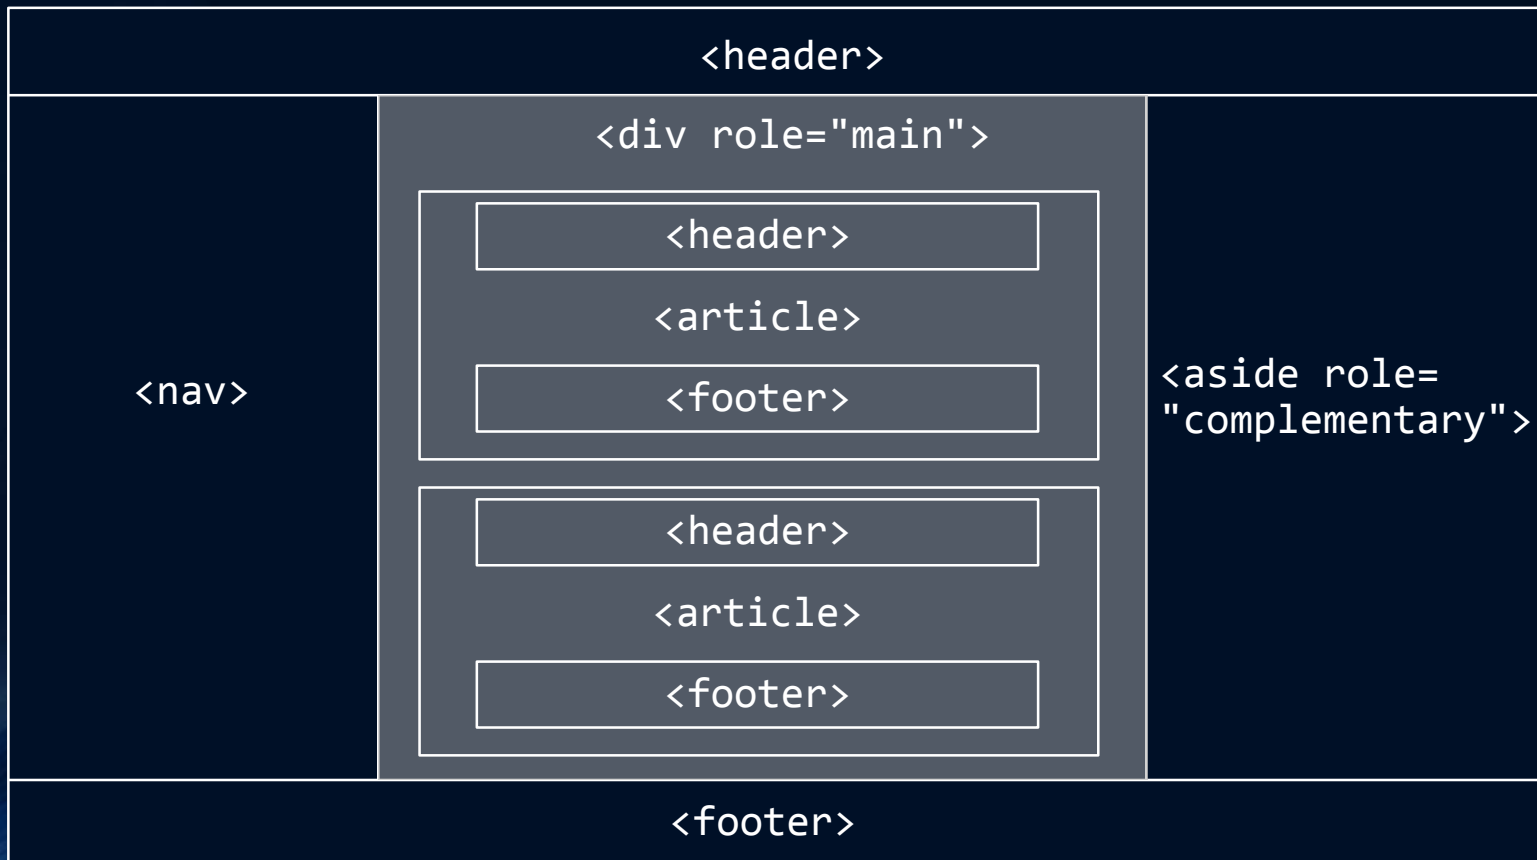 <header>
<div role="main">
<header>
<article>
<footer>
<nav>
<aside role=
"complementary">
<header>
<article>
<footer>
<footer>